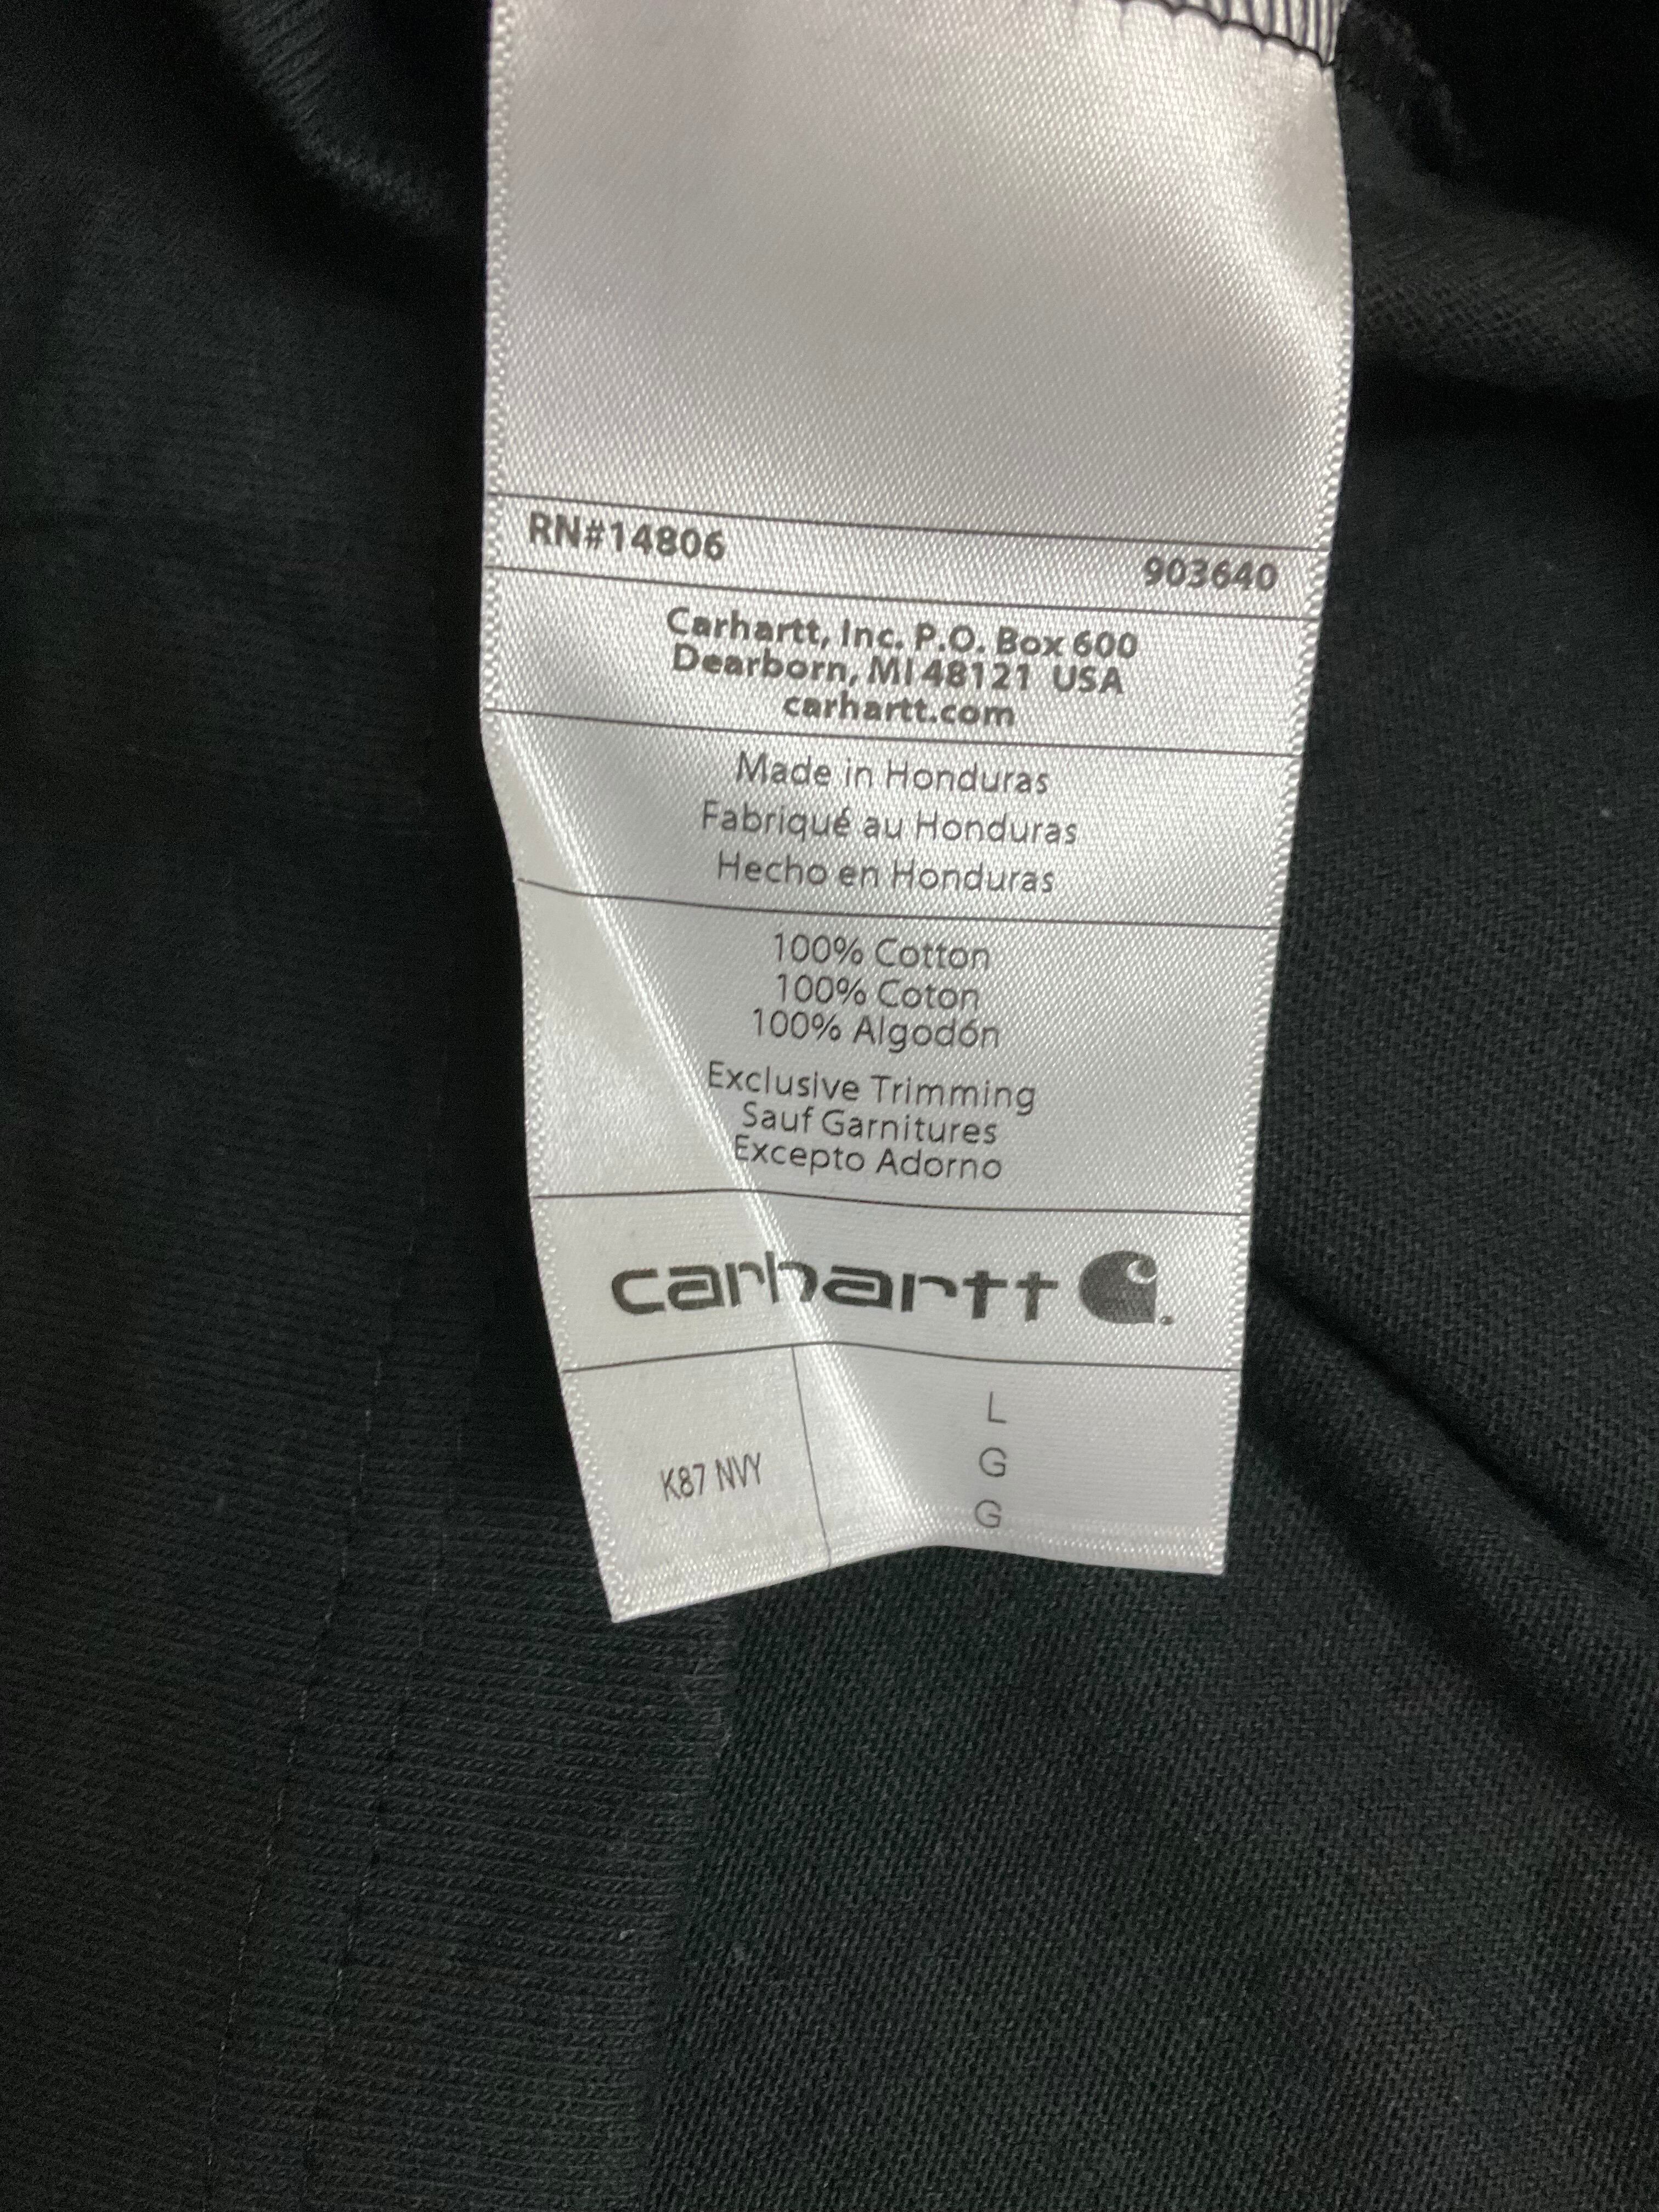 RN#14806 903640
Carhartt, Inc. P.O. Box 600
Dearborn, MI 48121 USA
carhartt.com
Made in Honduras
Fabriqué au Honduras
Hecho en Honduras
100% Cotton
100% Coton
100% Algodón
Exclusive Trimming
Sauf Garnitures
Excepto Adorno
carhartt
K87 NVY
L
G
G